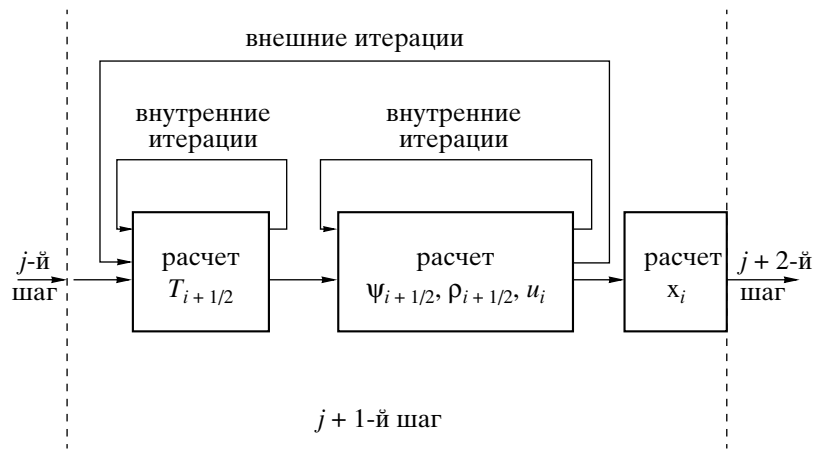 внешние итерации
внутренние
итерации
внутренние
итерации
j-й
шаг
расчет
T_{i + 1/2}
расчет
ψ_{i + 1/2}, ρ_{i + 1/2}, u_i
расчет
x_i
j + 2-й
шаг
j + 1-й шаг